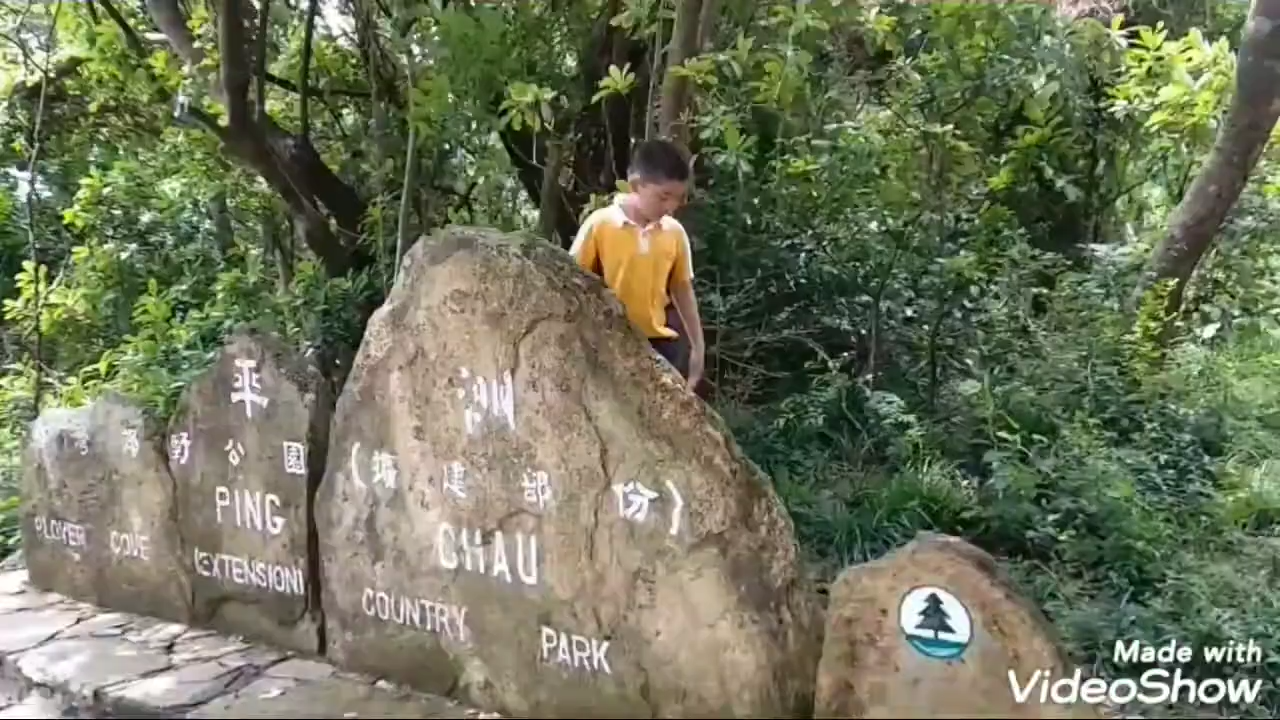 平洲
郊野公園（擴建部份）
PING CHAU
PLOVER COVE (EXTENSION) COUNTRY PARK
Made with
VideoShow